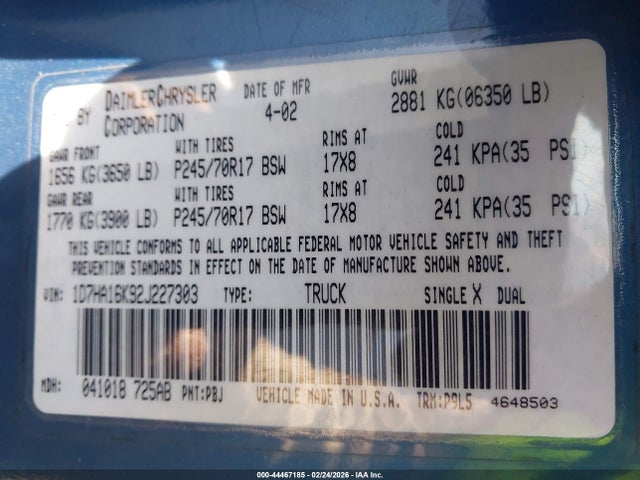 BY DAIMLERCHRYSLER CORPORATION
DATE OF MFR 4-02
GVWR 2881 KG(06350 LB)
GAWR FRONT WITH TIRES RIMS AT COLD
1656 KG(3650 LB) P245/70R17 BSW 17X8 241 KPA(35 PSI)
GAWR REAR WITH TIRES RIMS AT COLD
1770 KG(3900 LB) P245/70R17 BSW 17X8 241 KPA(35 PSI)
THIS VEHICLE CONFORMS TO ALL APPLICABLE FEDERAL MOTOR VEHICLE SAFETY AND THEFT
PREVENTION STANDARDS IN EFFECT ON THE DATE OF MANUFACTURE SHOWN ABOVE.
VIN: 1D7HA16K92J227303 TYPE: TRUCK SINGLE X DUAL
MDH: 041018 725AB PNT:PBJ VEHICLE MADE IN U.S.A. TRM:P9L5 4648503
000-44467185 - 02/24/2026 - IAA Inc.